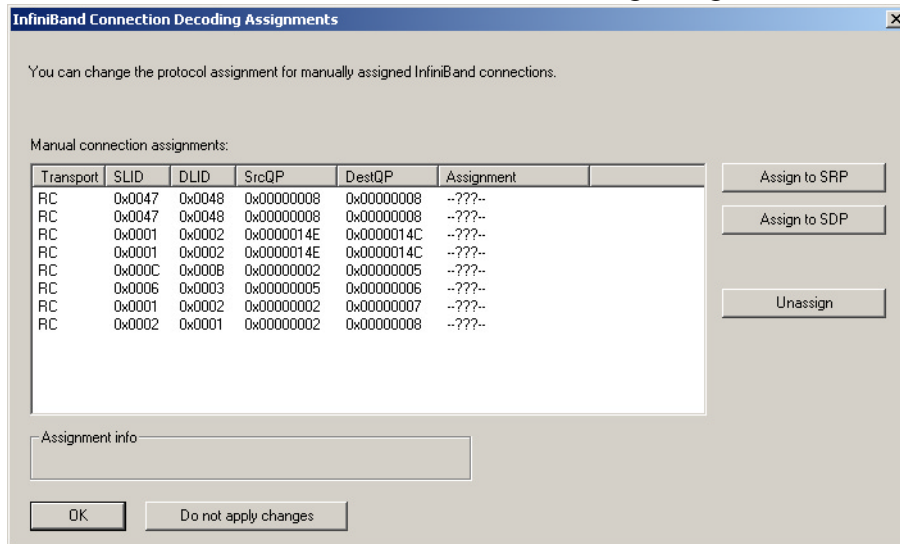 InfiniBand Connection Decoding Assignments
You can change the protocol assignment for manually assigned InfiniBand connections.
Manual connection assignments:
Transport SLID DLID SrcQP DestQP Assignment
RC 0x0047 0x0048 0x00000008 0x00000008 --???--
RC 0x0047 0x0048 0x00000008 0x00000008 --???--
RC 0x0001 0x0002 0x0000014E 0x0000014C --???--
RC 0x0001 0x0002 0x0000014E 0x0000014C --???--
RC 0x000C 0x000B 0x00000002 0x00000005 --???--
RC 0x0006 0x0003 0x00000005 0x00000006 --???--
RC 0x0001 0x0002 0x00000002 0x00000007 --???--
RC 0x0002 0x0001 0x00000002 0x00000008 --???--
Assign to SRP
Assign to SDP
Unassign
Assignment info
OK Do not apply changes